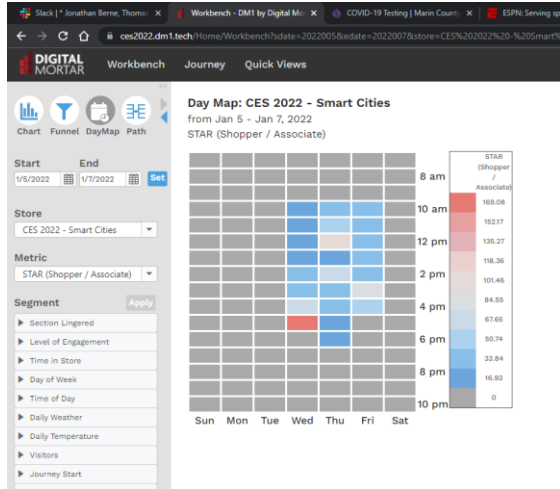 Slack | * Jonathan Berne, Thoma
Workbench - DM1 by Digital Mo
COVID-19 Testing | Marin County
ESPN: Serving sp
ces2022.dm1.tech/Home/Workbench?sdate=2022005&edate=2022007&store=CES%202022%20-%20Smart%
DIGITAL MORTAR
Workbench
Journey
Quick Views
Chart
Funnel
DayMap
Path
Start
End
1/5/2022
1/7/2022
Set
Store
CES 2022 - Smart Cities
Metric
STAR (Shopper / Associate)
Segment
Apply
Section Lingered
Level of Engagement
Time in Store
Day of Week
Time of Day
Daily Weather
Daily Temperature
Visitors
Journey Start
Day Map: CES 2022 - Smart Cities
from Jan 5 - Jan 7, 2022
STAR (Shopper / Associate)
8 am
10 am
12 pm
2 pm
4 pm
6 pm
8 pm
10 pm
Sun Mon Tue Wed Thu Fri Sat
STAR
(Shopper
/
Associate)
169.08
152.17
135.27
118.36
101.46
84.55
67.65
50.74
33.84
16.93
0